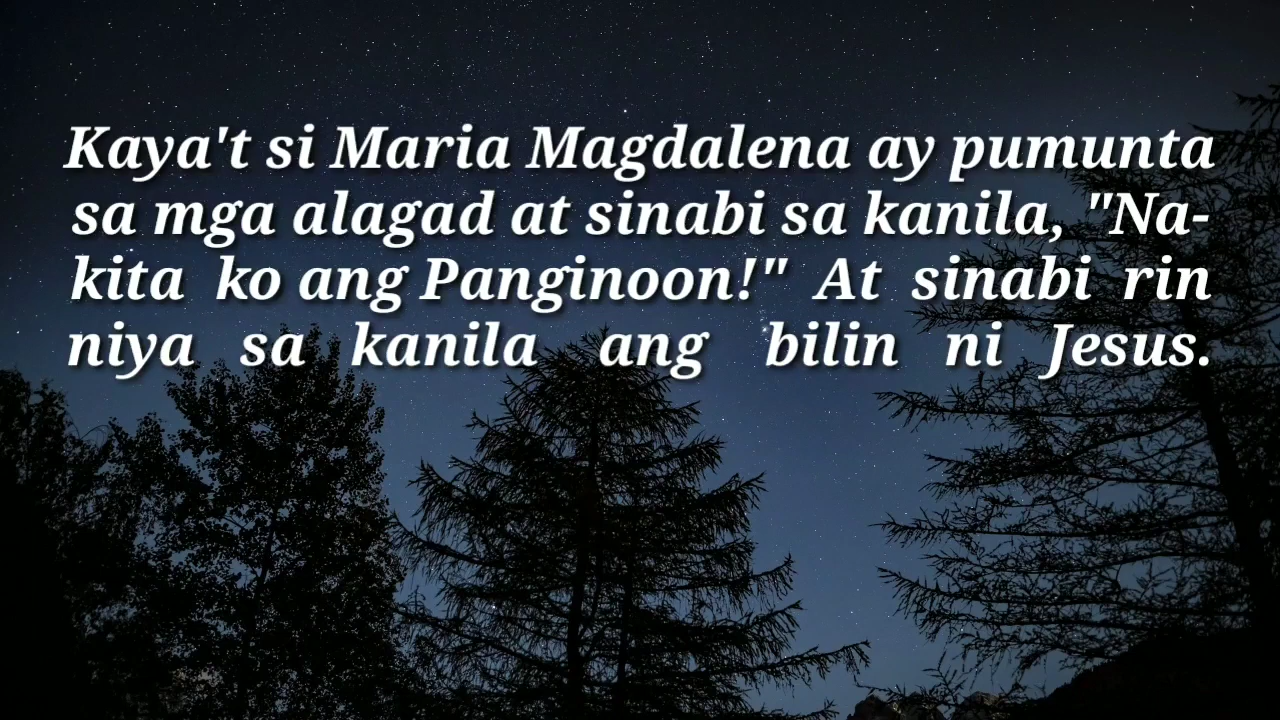 Kaya't si Maria Magdalena ay pumunta
sa mga alagad at sinabi sa kanila, "Na-
kita ko ang Panginoon!" At sinabi rin
niya sa kanila ang bilin ni Jesus.